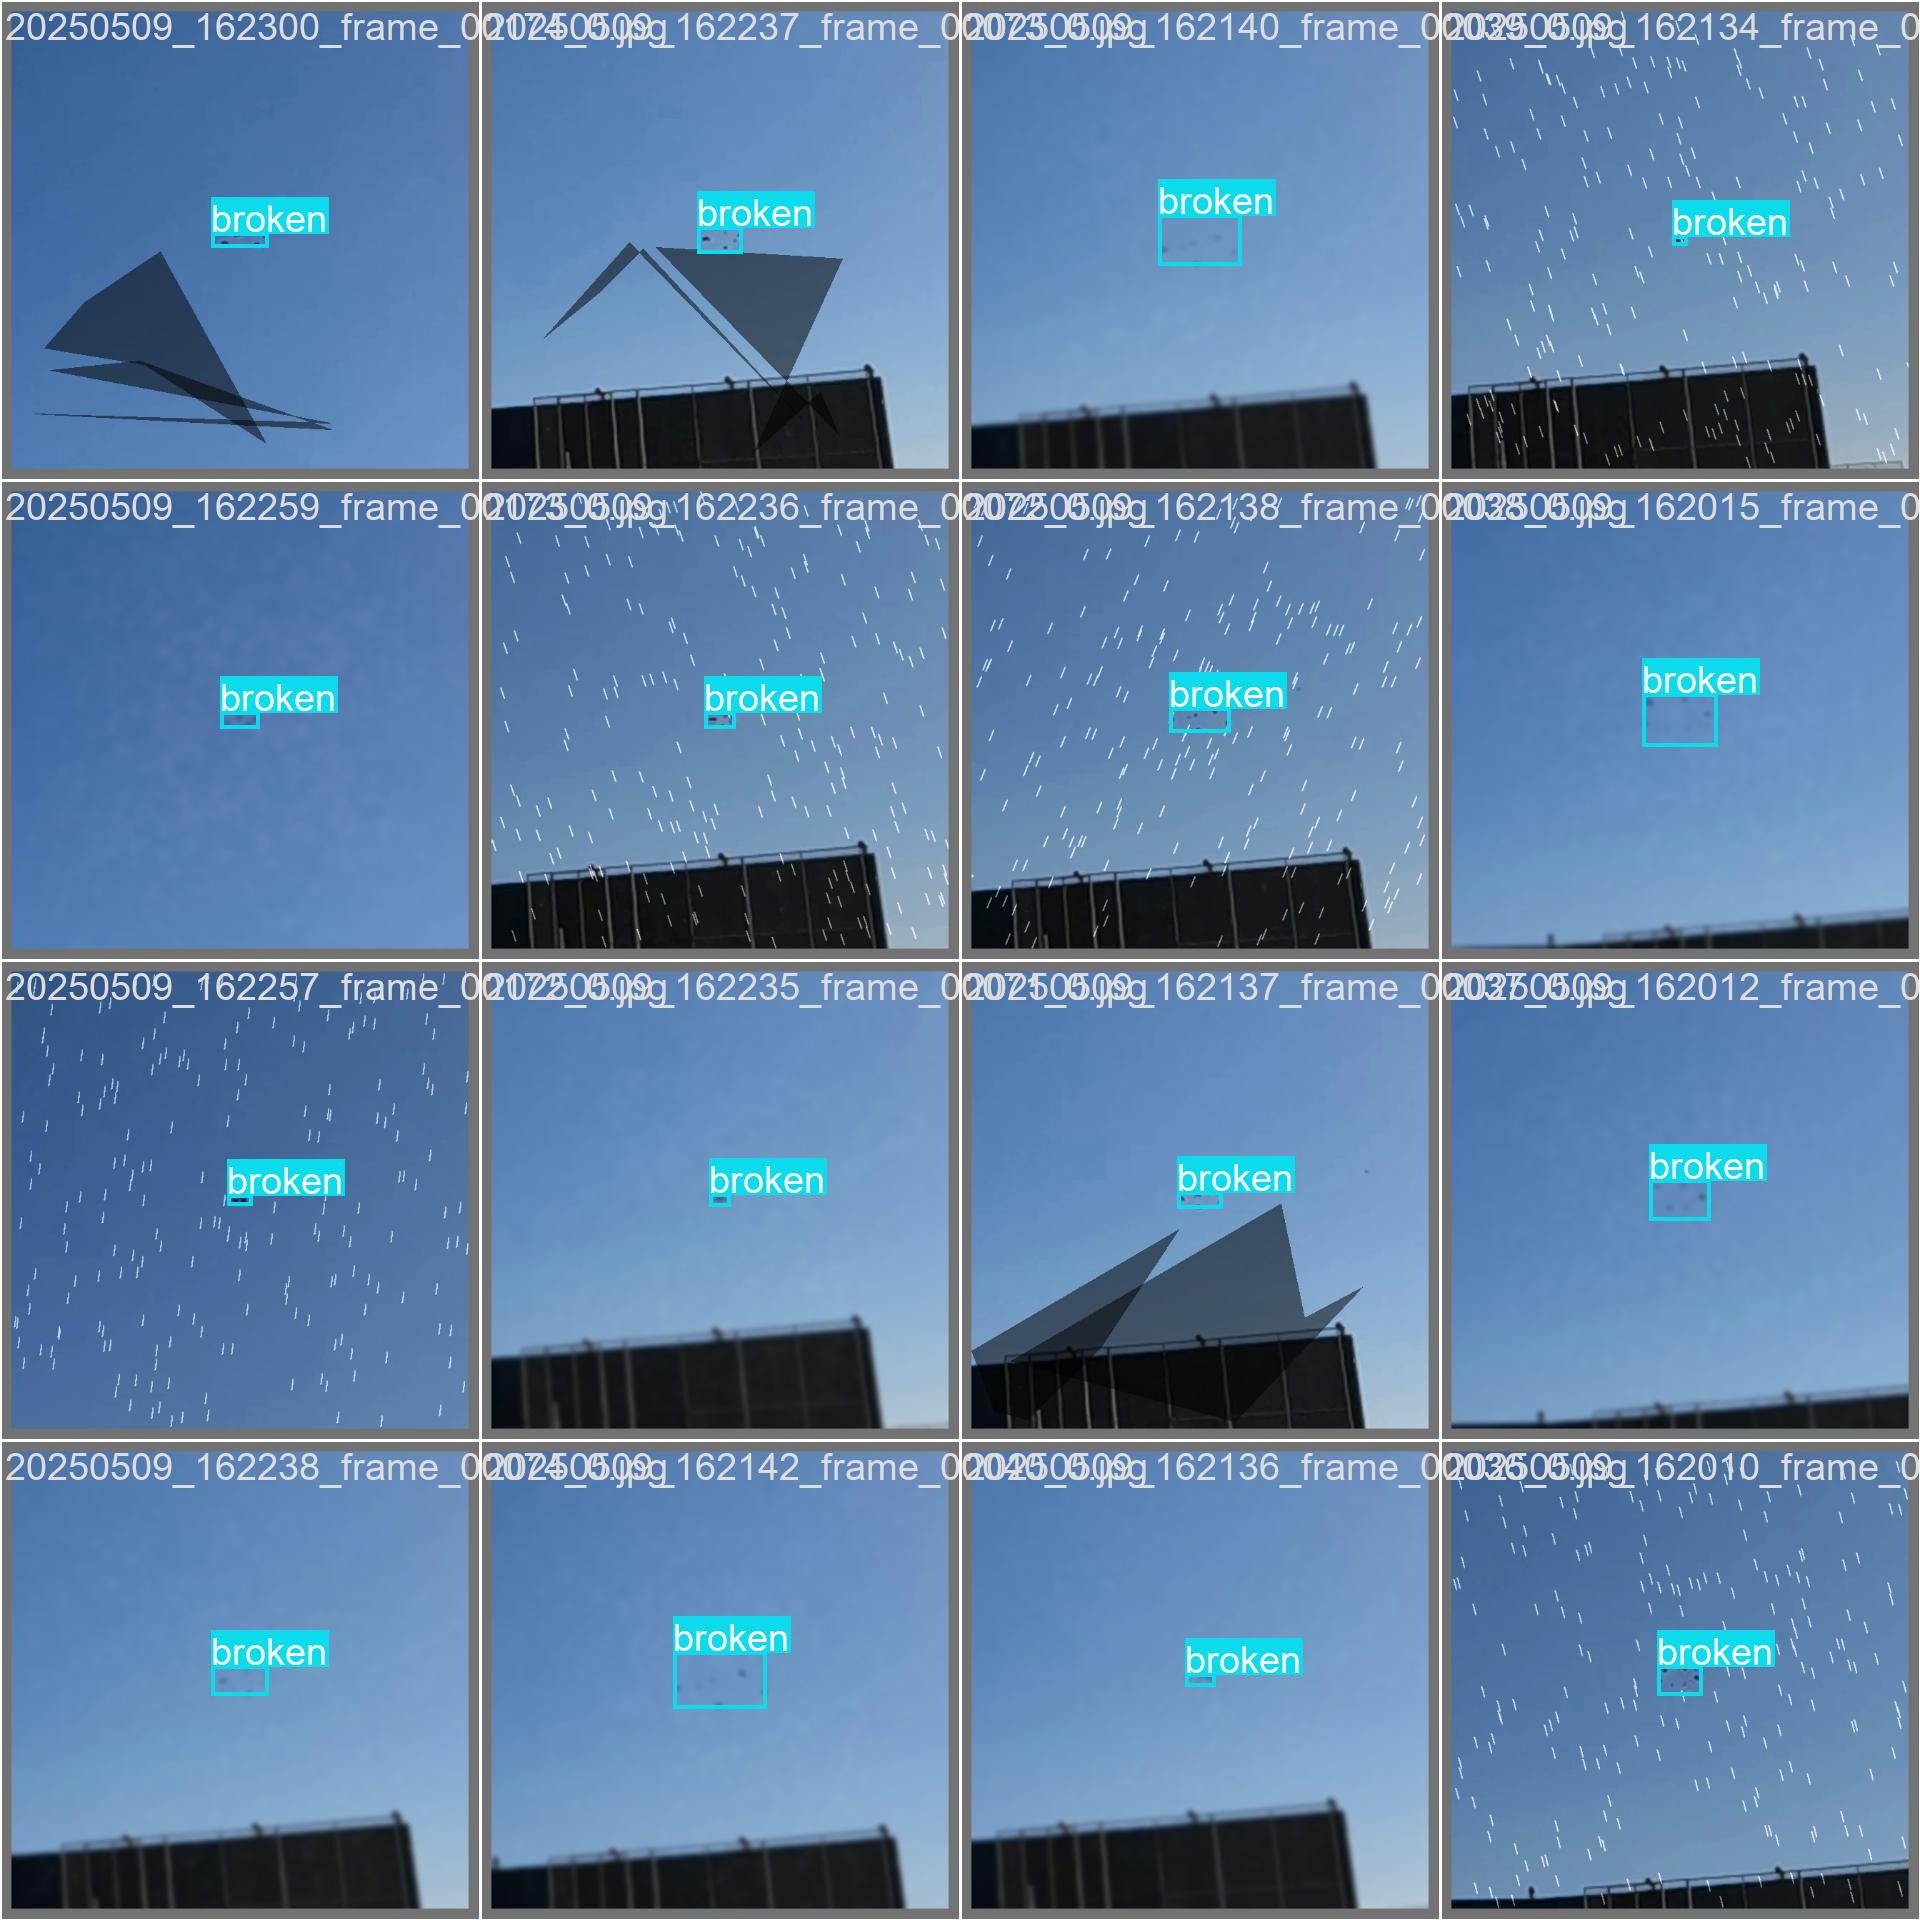 20250509_162300_frame_0
20250509_162237_frame_0
20250509_162140_frame_0
20250509_162134_frame_0
broken
broken
broken
broken
20250509_162259_frame_0
20250509_162236_frame_0
20250509_162138_frame_0
20250509_162015_frame_0
broken
broken
broken
broken
20250509_162257_frame_0
20250509_162235_frame_0
20250509_162137_frame_0
20250509_162012_frame_0
broken
broken
broken
broken
20250509_162238_frame_0
20250509_162142_frame_0
20250509_162136_frame_0
20250509_162010_frame_0
broken
broken
broken
broken